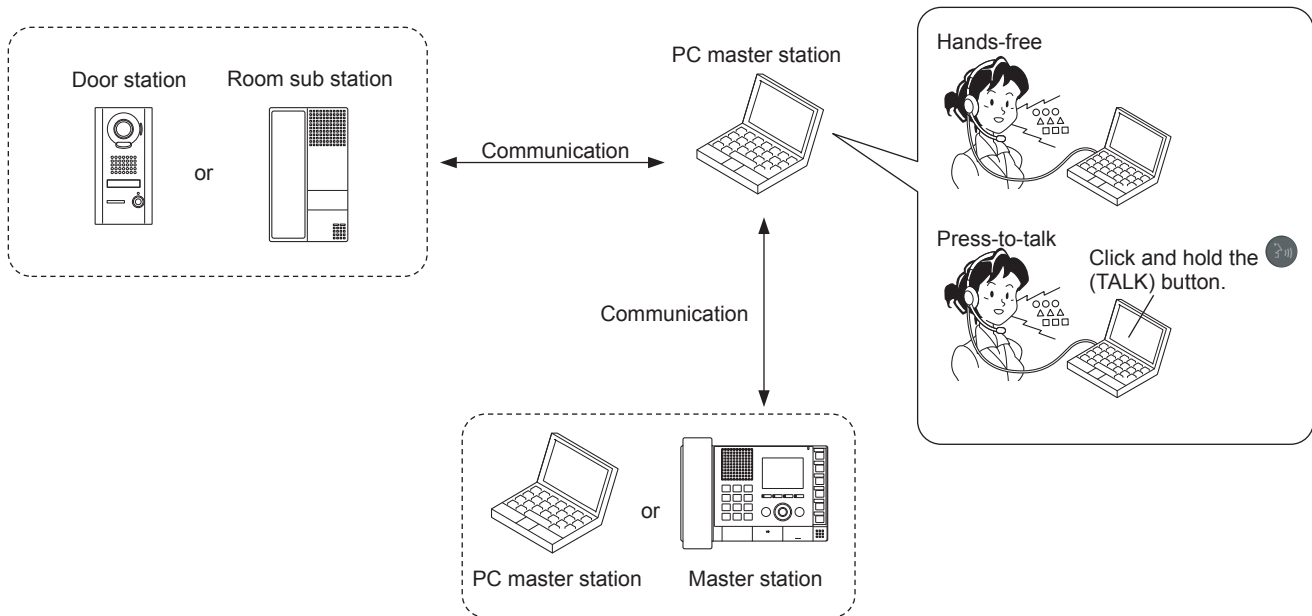 Door station
Room sub station
or
Communication
PC master station
Hands-free
Press-to-talk
Click and hold the
(TALK) button.
Communication
or
PC master station
Master station